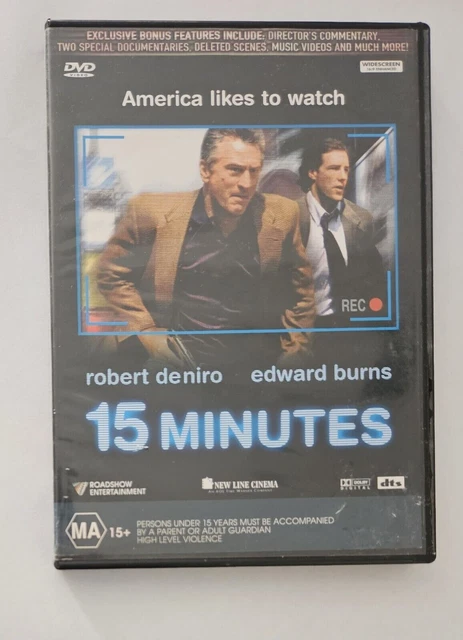 EXCLUSIVE BONUS FEATURES INCLUDE: DIRECTOR'S COMMENTARY,
TWO SPECIAL DOCUMENTARIES, DELETED SCENES, MUSIC VIDEOS AND MUCH MORE!
DVD
WIDESCREEN
America likes to watch
REC
robert deniro edward burns
15 MINUTES
ROADSHOW
ENTERTAINMENT
NEW LINE CINEMA
DOLBY
DIGITAL
dts
MA 15+
PERSONS UNDER 15 YEARS MUST BE ACCOMPANIED
BY A PARENT OR ADULT GUARDIAN
HIGH LEVEL VIOLENCE